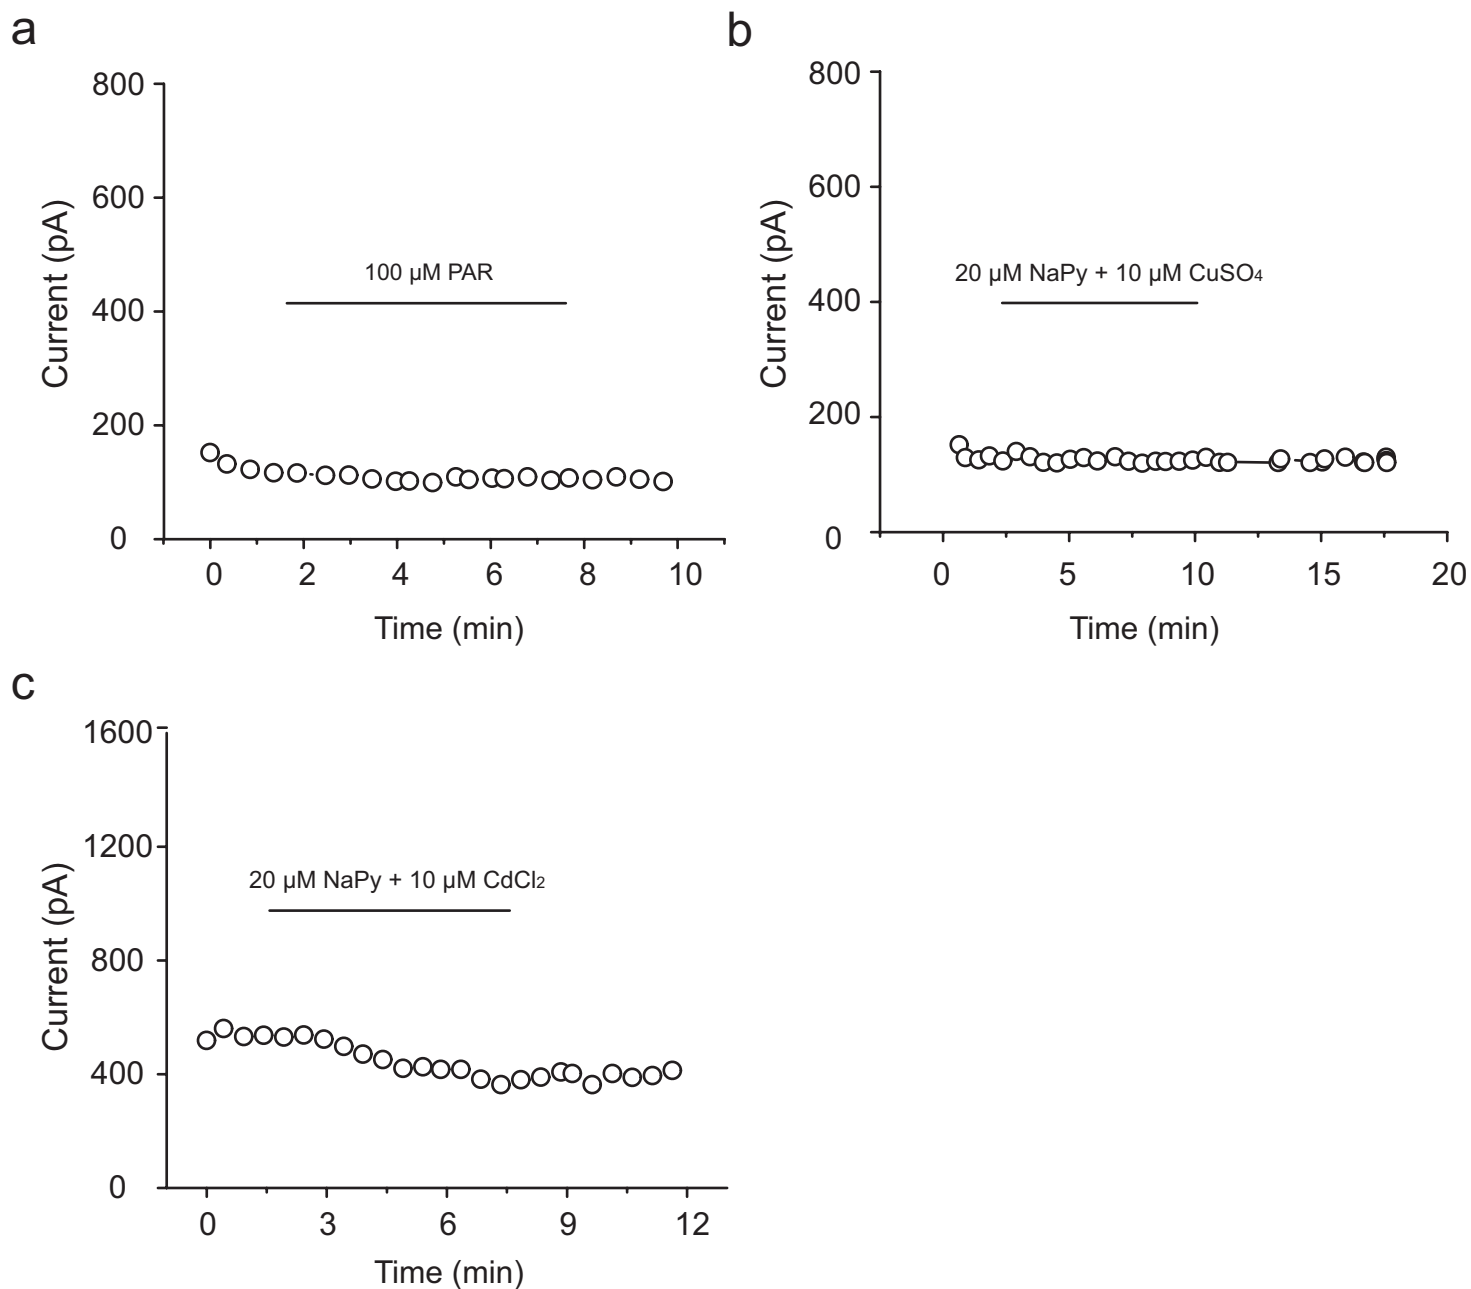 a
800
600
400
200
0
Current (pA)
100 µM PAR
0 2 4 6 8 10
Time (min)
b
800
600
400
200
0
Current (pA)
20 µM NaPy + 10 µM CuSO4
0 5 10 15 20
Time (min)
c
1600
1200
800
400
0
Current (pA)
20 µM NaPy + 10 µM CdCl2
0 3 6 9 12
Time (min)